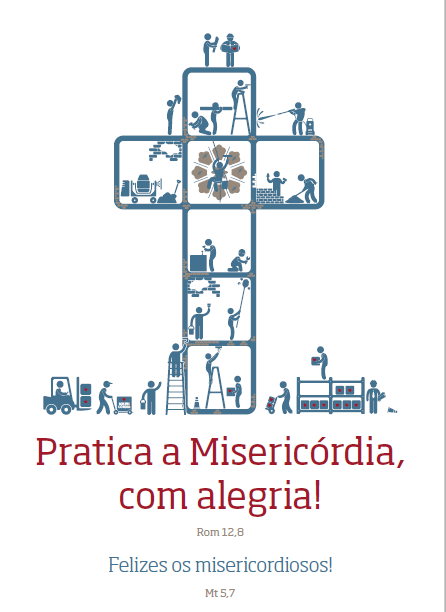 Pratica a Misericórdia,
com alegria!
Rom 12,8
Felizes os misericordiosos!
Mt 5,7